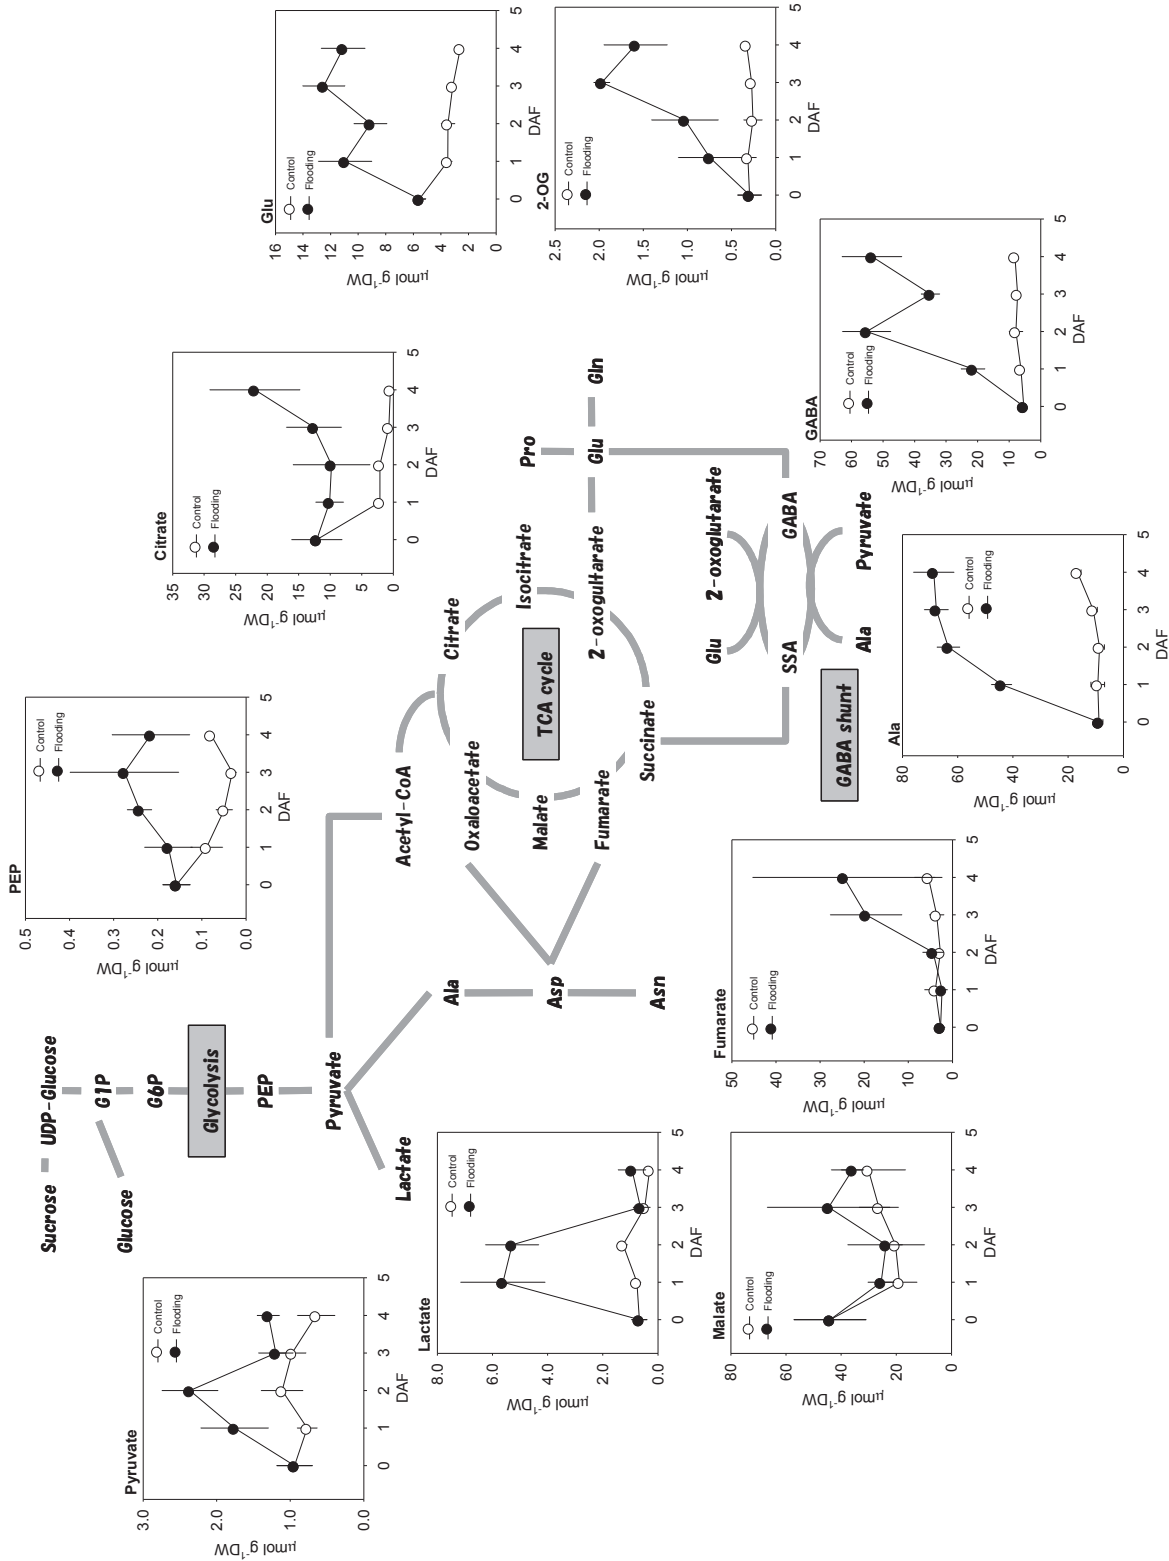 Pyruvate
3.0
2.0
1.0
0.0
μmol g⁻¹DW
Control
Flooding
0 1 2 3 4 5
DAF
Sucrose
UDP-Glucose
Glucose
G1P
G6P
Glycolysis
PEP
Pyruvate
Lactate
PEP
0.5
0.4
0.3
0.2
0.1
0.0
μmol g⁻¹DW
Control
Flooding
0 1 2 3 4 5
DAF
Citrate
35
30
25
20
15
10
5
0
μmol g⁻¹DW
Control
Flooding
0 1 2 3 4 5
DAF
Glu
16
14
12
10
8
6
4
2
0
μmol g⁻¹DW
Control
Flooding
0 1 2 3 4 5
DAF
Acetyl-CoA
Citrate
Oxaloacetate
Isocitrate
TCA cycle
Malate
2-oxogultarate
Fumarate
Succinate
Ala
Asp
Asn
Pro
Glu
Gln
Glu
2-oxoglutarate
SSA
GABA
GABA shunt
Ala
Pyruvate
Lactate
8.0
6.0
4.0
2.0
0.0
μmol g⁻¹DW
Control
Flooding
0 1 2 3 4 5
DAF
2-OG
2.5
2.0
1.5
1.0
0.5
0.0
μmol g⁻¹DW
Control
Flooding
0 1 2 3 4 5
DAF
Malate
80
60
40
20
0
μmol g⁻¹DW
Control
Flooding
0 1 2 3 4 5
DAF
Fumarate
50
40
30
20
10
0
μmol g⁻¹DW
Control
Flooding
0 1 2 3 4 5
DAF
Ala
80
60
40
20
0
μmol g⁻¹DW
Control
Flooding
0 1 2 3 4 5
DAF
GABA
70
60
50
40
30
20
10
0
μmol g⁻¹DW
Control
Flooding
0 1 2 3 4 5
DAF